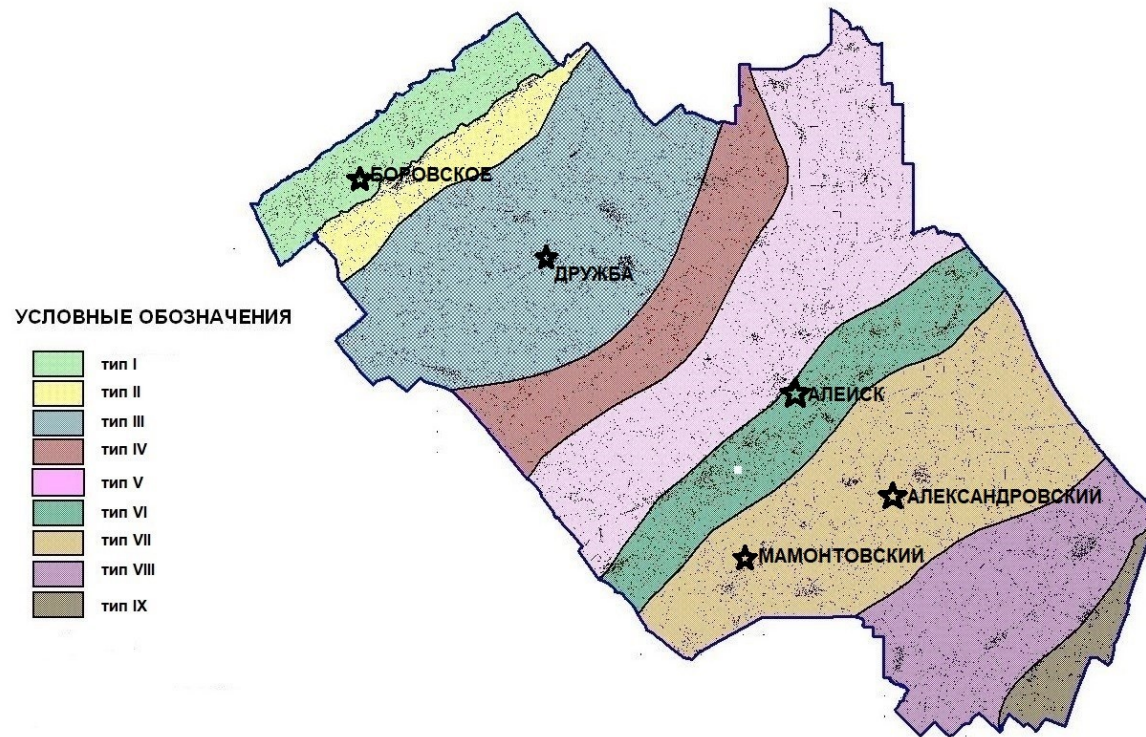 БОРОВСКОЕ
ДРУЖБА
УСЛОВНЫЕ ОБОЗНАЧЕНИЯ
тип I
тип II
тип III
тип IV
тип V
тип VI
тип VII
тип VIII
тип IX
АЛЕЙСК
АЛЕКСАНДРОВСКИЙ
МАМОНТОВСКИЙ